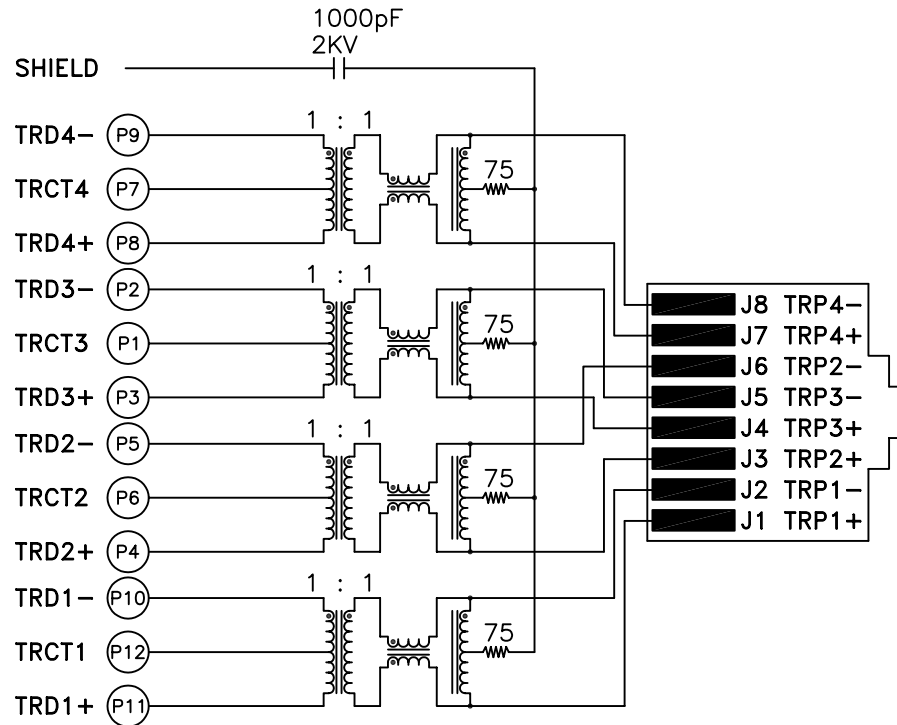 1000pF
2KV
SHIELD
1 : 1
TRD4- P9
TRCT4 P7
75
TRD4+ P8
1 : 1
TRD3- P2
TRCT3 P1
75
TRD3+ P3
1 : 1
TRD2- P5
TRCT2 P6
75
TRD2+ P4
1 : 1
TRD1- P10
TRCT1 P12
75
TRD1+ P11
J8 TRP4-
J7 TRP4+
J6 TRP2-
J5 TRP3-
J4 TRP3+
J3 TRP2+
J2 TRP1-
J1 TRP1+